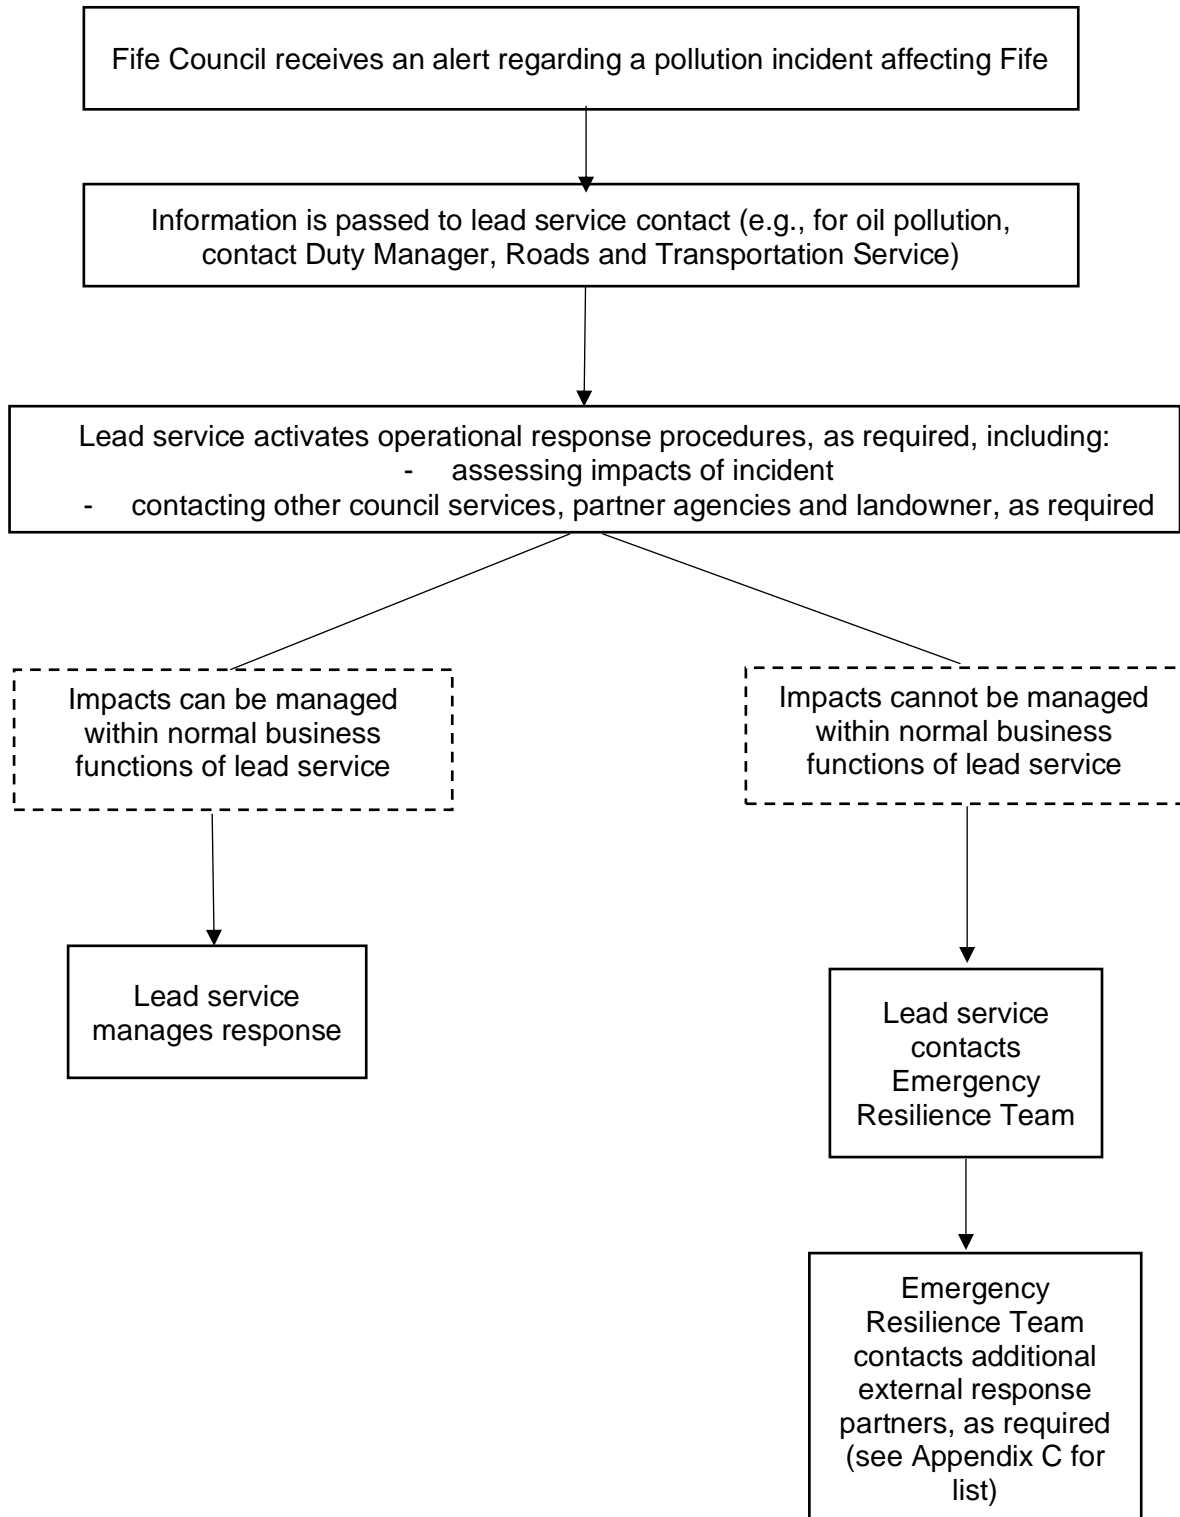 Fife Council receives an alert regarding a pollution incident affecting Fife
Information is passed to lead service contact (e.g., for oil pollution,
contact Duty Manager, Roads and Transportation Service)
Lead service activates operational response procedures, as required, including:
- assessing impacts of incident
- contacting other council services, partner agencies and landowner, as required
Impacts can be managed
within normal business
functions of lead service
Impacts cannot be managed
within normal business
functions of lead service
Lead service
manages response
Lead service
contacts
Emergency
Resilience Team
Emergency
Resilience Team
contacts additional
external response
partners, as required
(see Appendix C for
list)